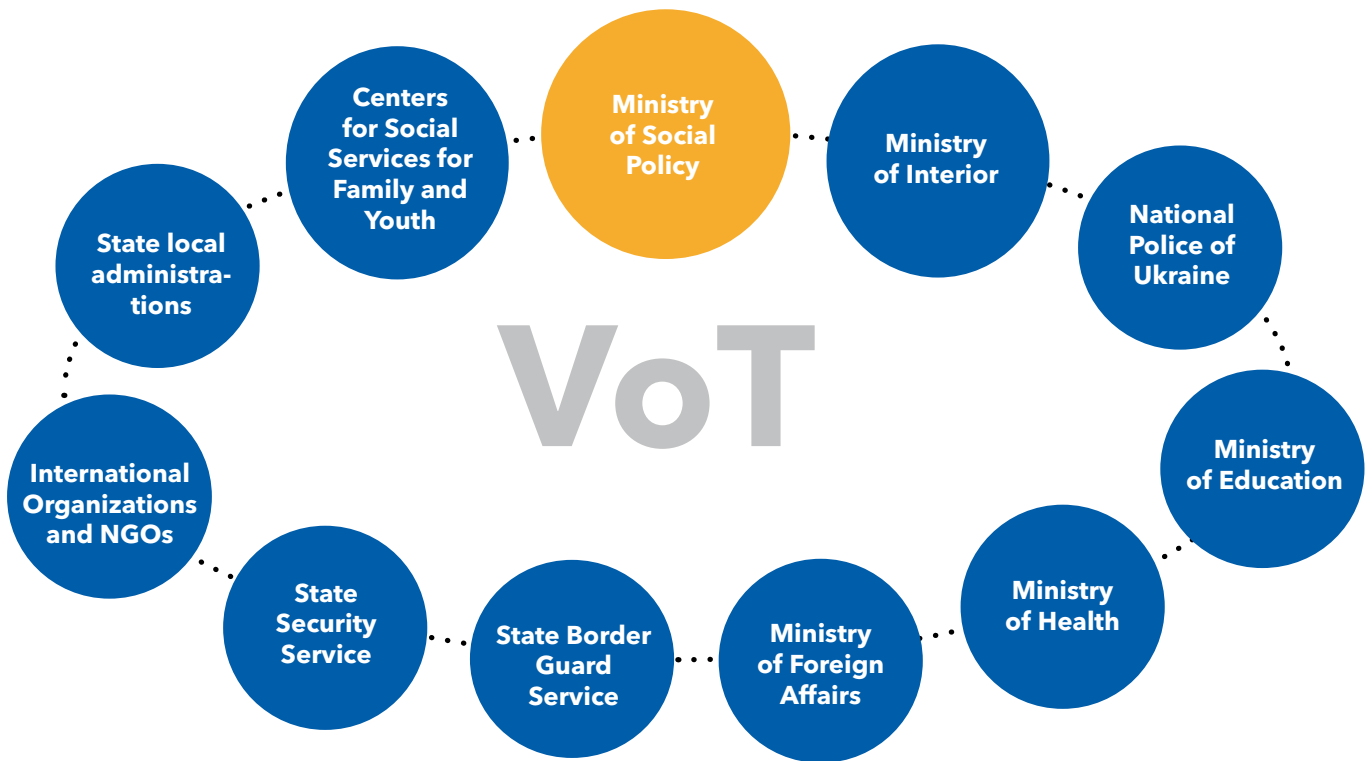 Ministry
of Social
Policy
Ministry
of Interior
National
Police of
Ukraine
Ministry
of Education
Ministry
of Health
Ministry
of Foreign
Affairs
State Border
Guard
Service
State
Security
Service
International
Organizations
and NGOs
State local
administra-
tions
Centers
for Social
Services for
Family and
Youth
VoT